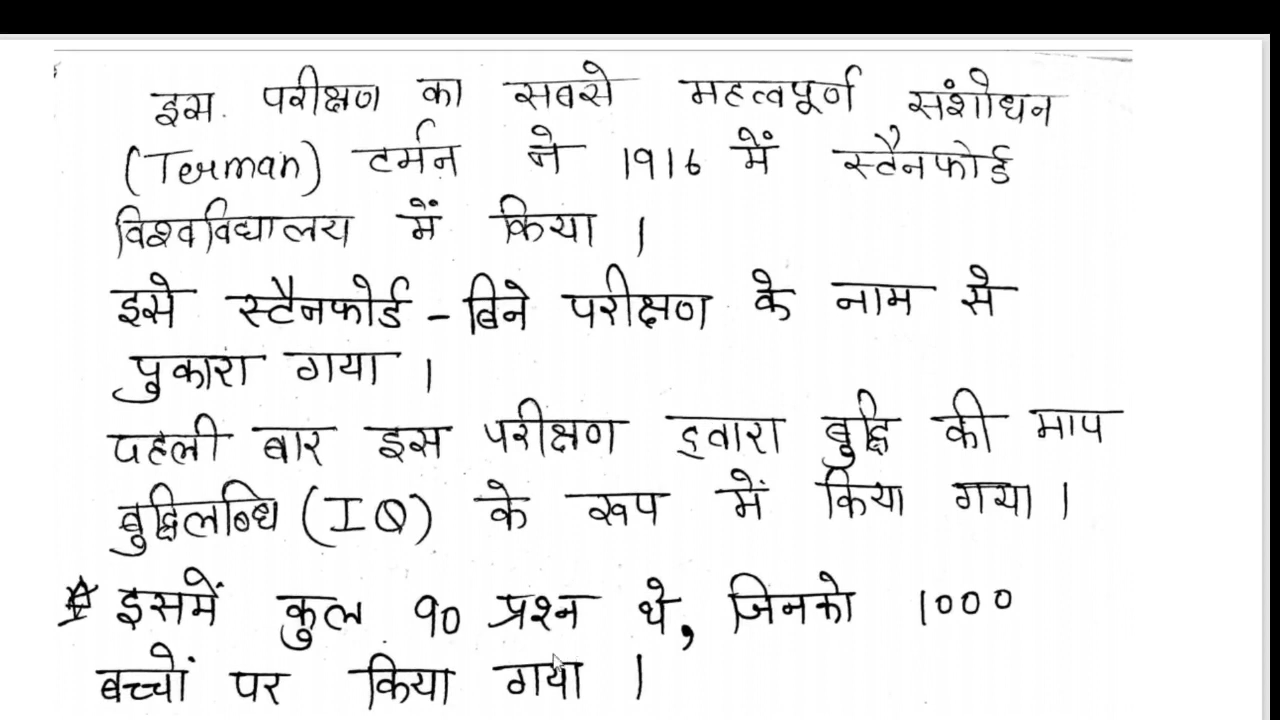 इस परीक्षण का सबसे महत्वपूर्ण संशोधन
(Terman) टर्मन ने 1916 में स्टैनफोर्ड
विश्वविद्यालय में किया ।
इसे स्टैनफोर्ड - बिने परीक्षण के नाम से
पुकारा गया ।
पहली बार इस परीक्षण द्वारा बुद्धि की माप
बुद्धिलब्धि (IQ) के रूप में किया गया ।
इसमें कुल 90 प्रश्न थे, जिनको 1000
बच्चों पर किया गया ।